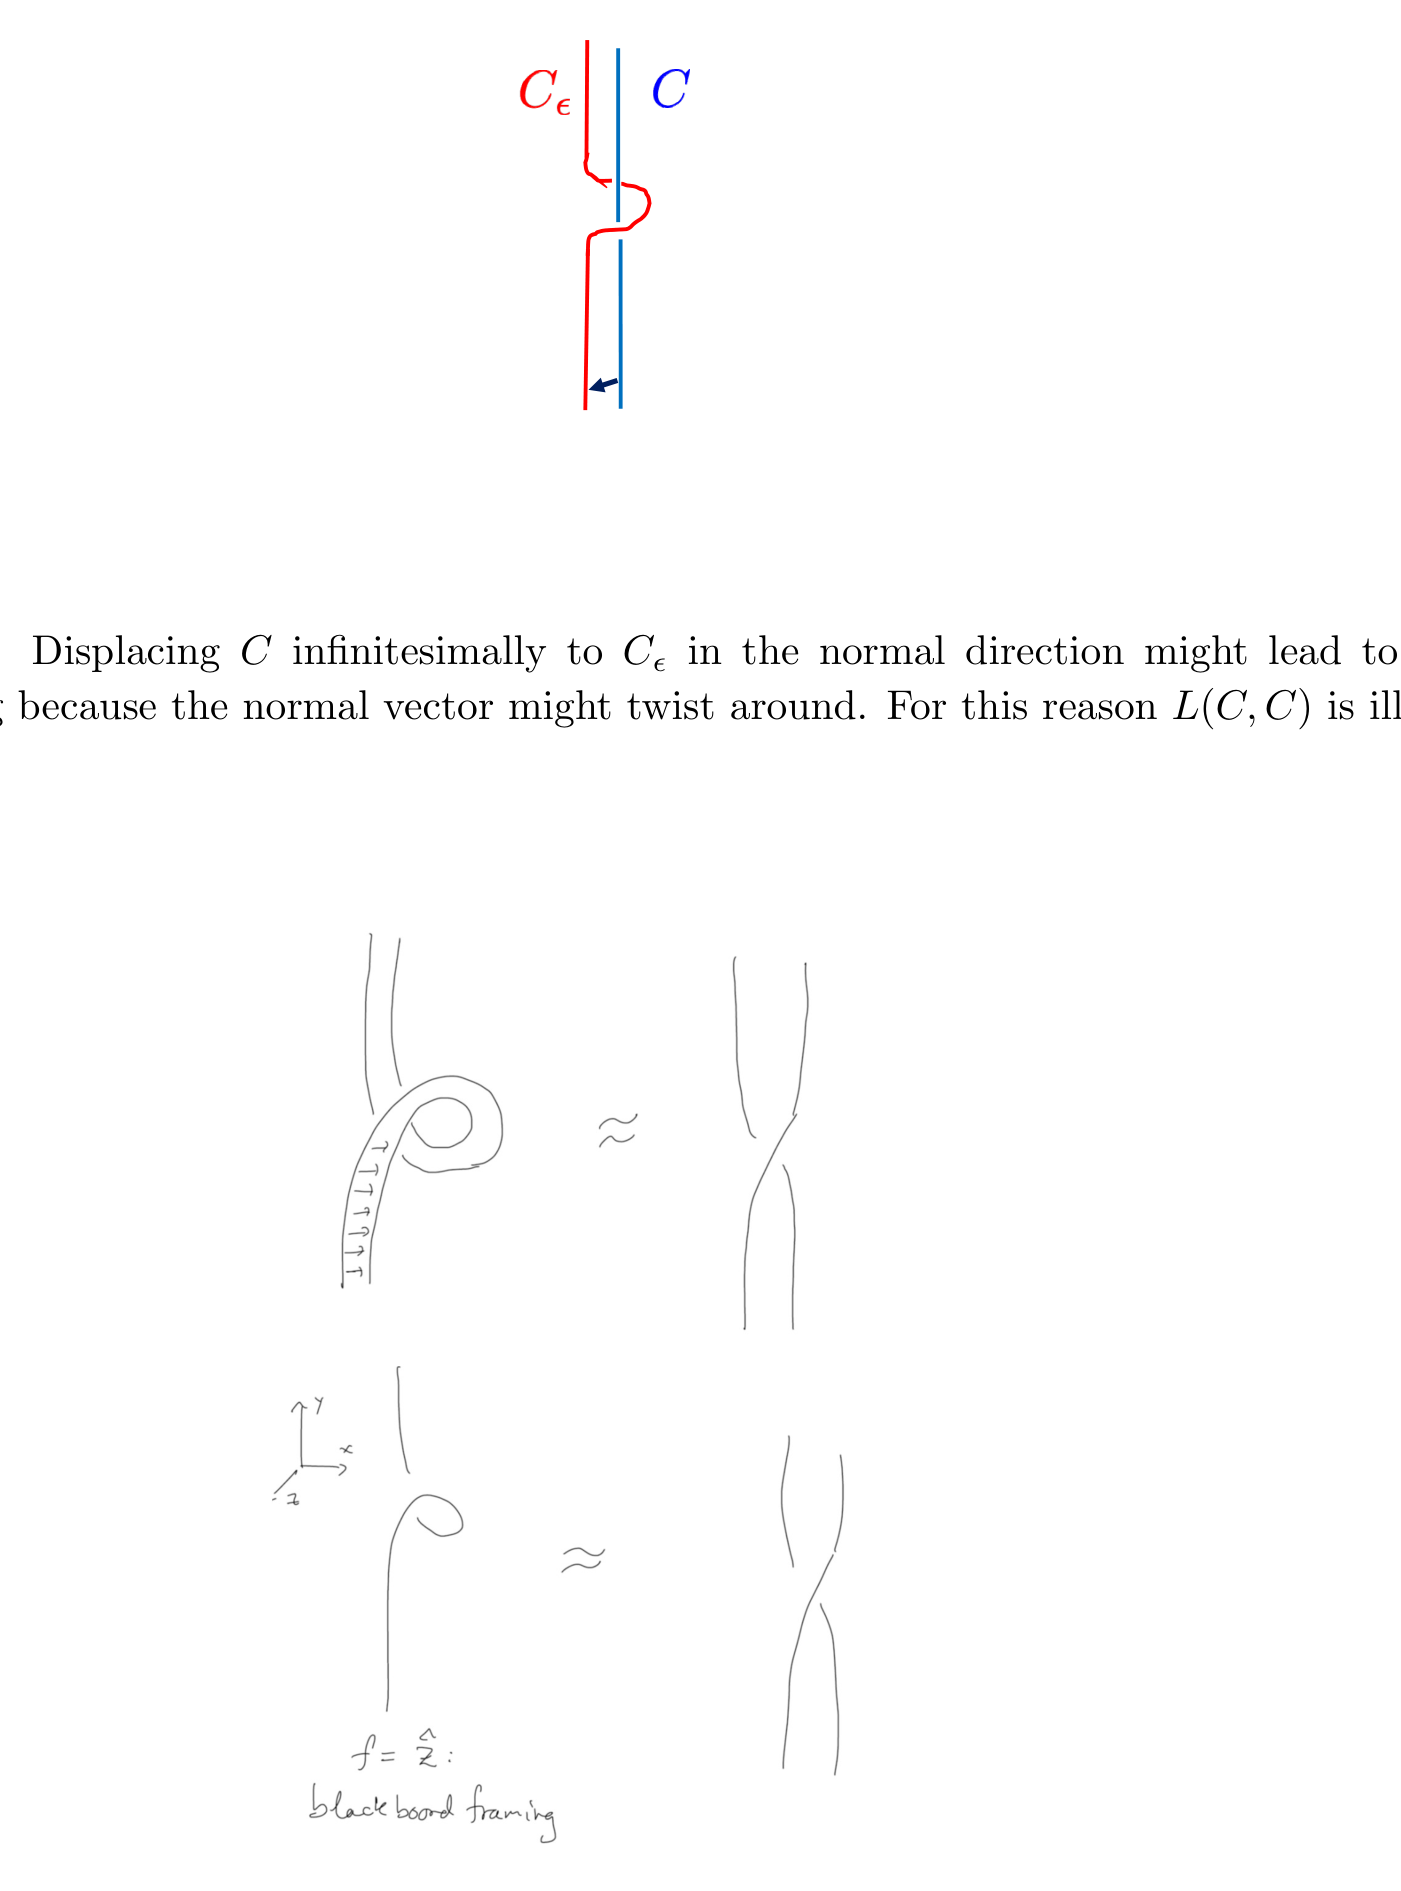 C_ϵ C
Displacing C infinitesimally to C_ϵ in the normal direction might lead to
because the normal vector might twist around. For this reason L(C, C) is ill
≈
y
x
-z
≈
f = ẑ :
blackboard framing